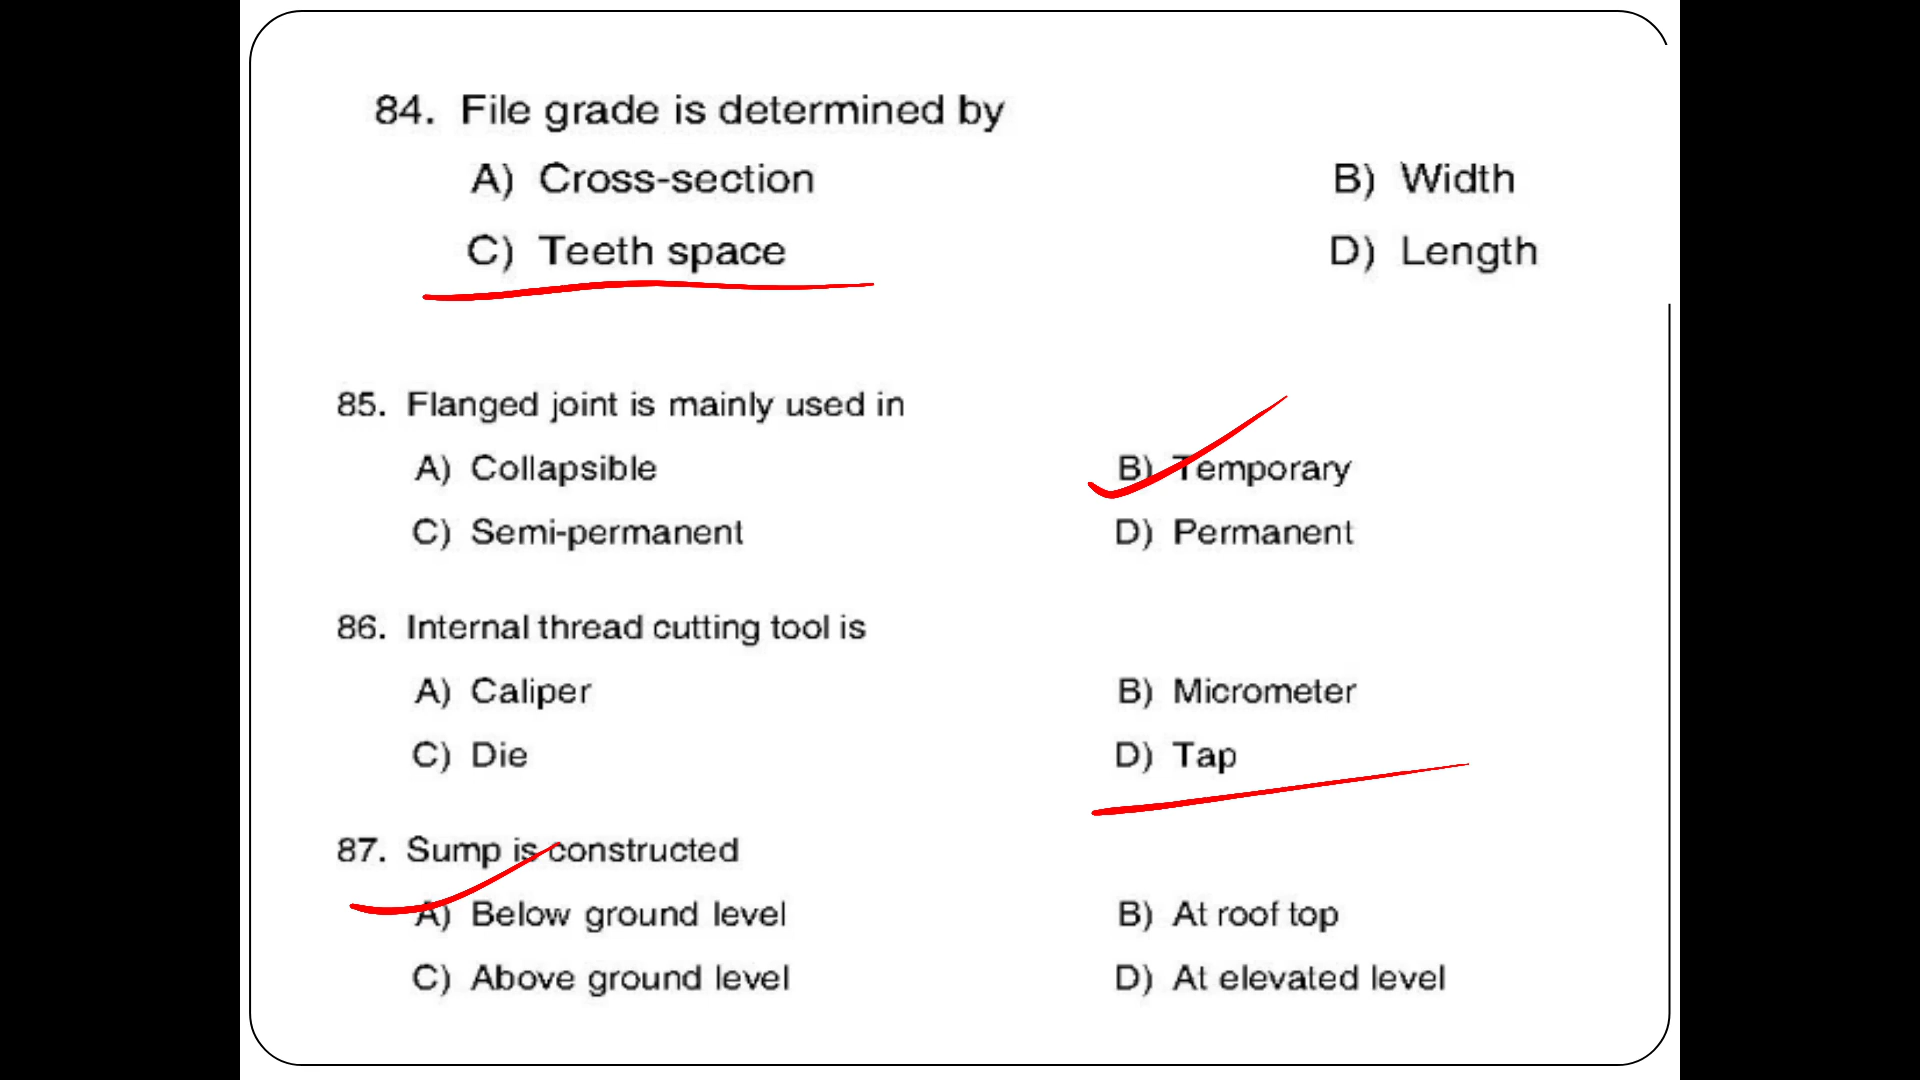 84. File grade is determined by
A) Cross-section B) Width
C) Teeth space D) Length
85. Flanged joint is mainly used in
A) Collapsible B) Temporary
C) Semi-permanent D) Permanent
86. Internal thread cutting tool is
A) Caliper B) Micrometer
C) Die D) Tap
87. Sump is constructed
A) Below ground level B) At roof top
C) Above ground level D) At elevated level